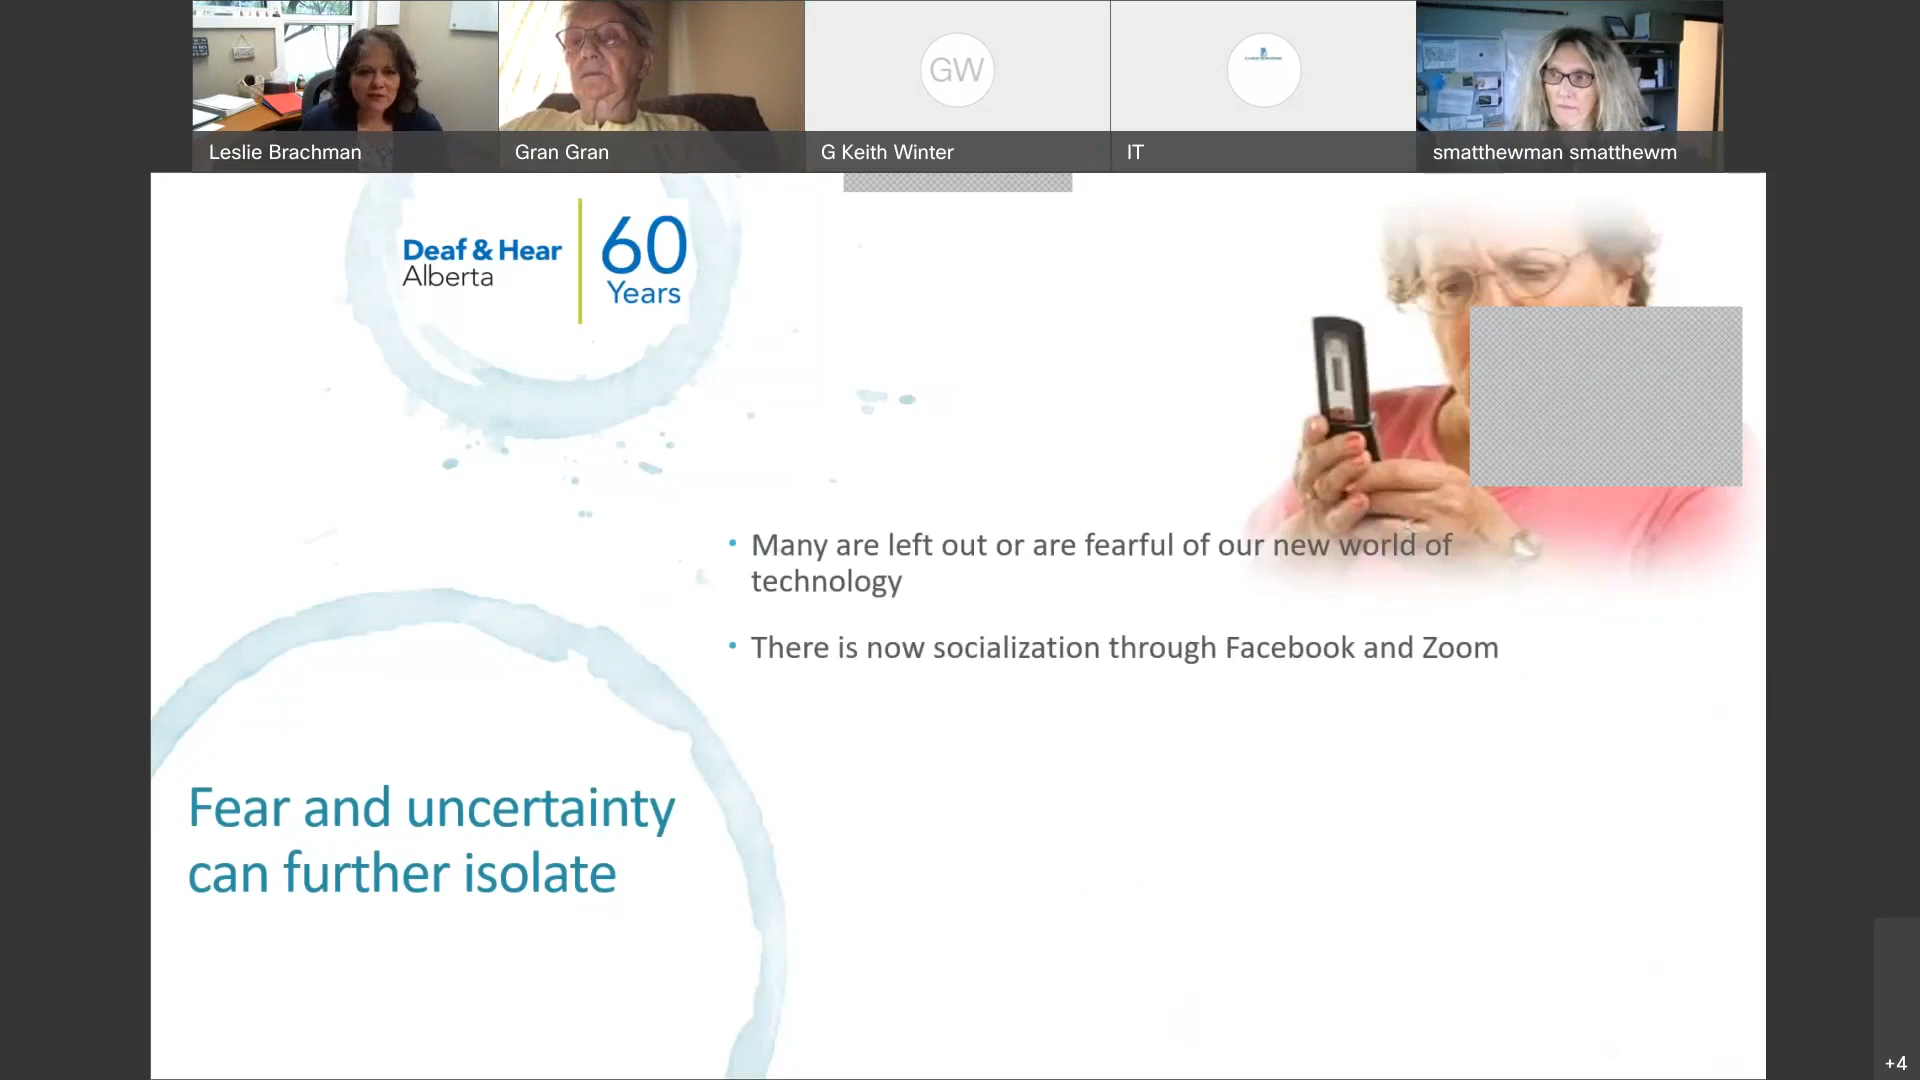 Leslie Brachman
Gran Gran
GW
G Keith Winter
IT
smatthewman smatthewm
Deaf & Hear
Alberta
60
Years
• Many are left out or are fearful of our new world of
technology
• There is now socialization through Facebook and Zoom
Fear and uncertainty
can further isolate
+4